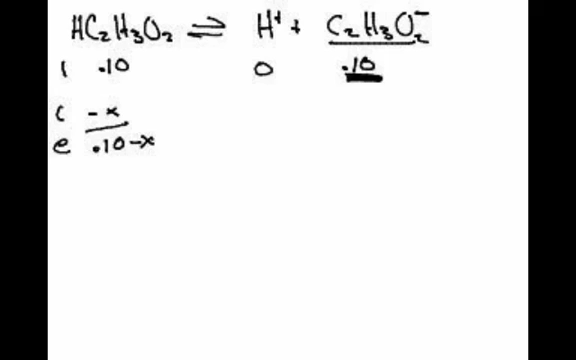 HC₂H₃O₂ ⇌ H⁺ + C₂H₃O₂⁻
i .10 0 .10
c -x
e .10-x